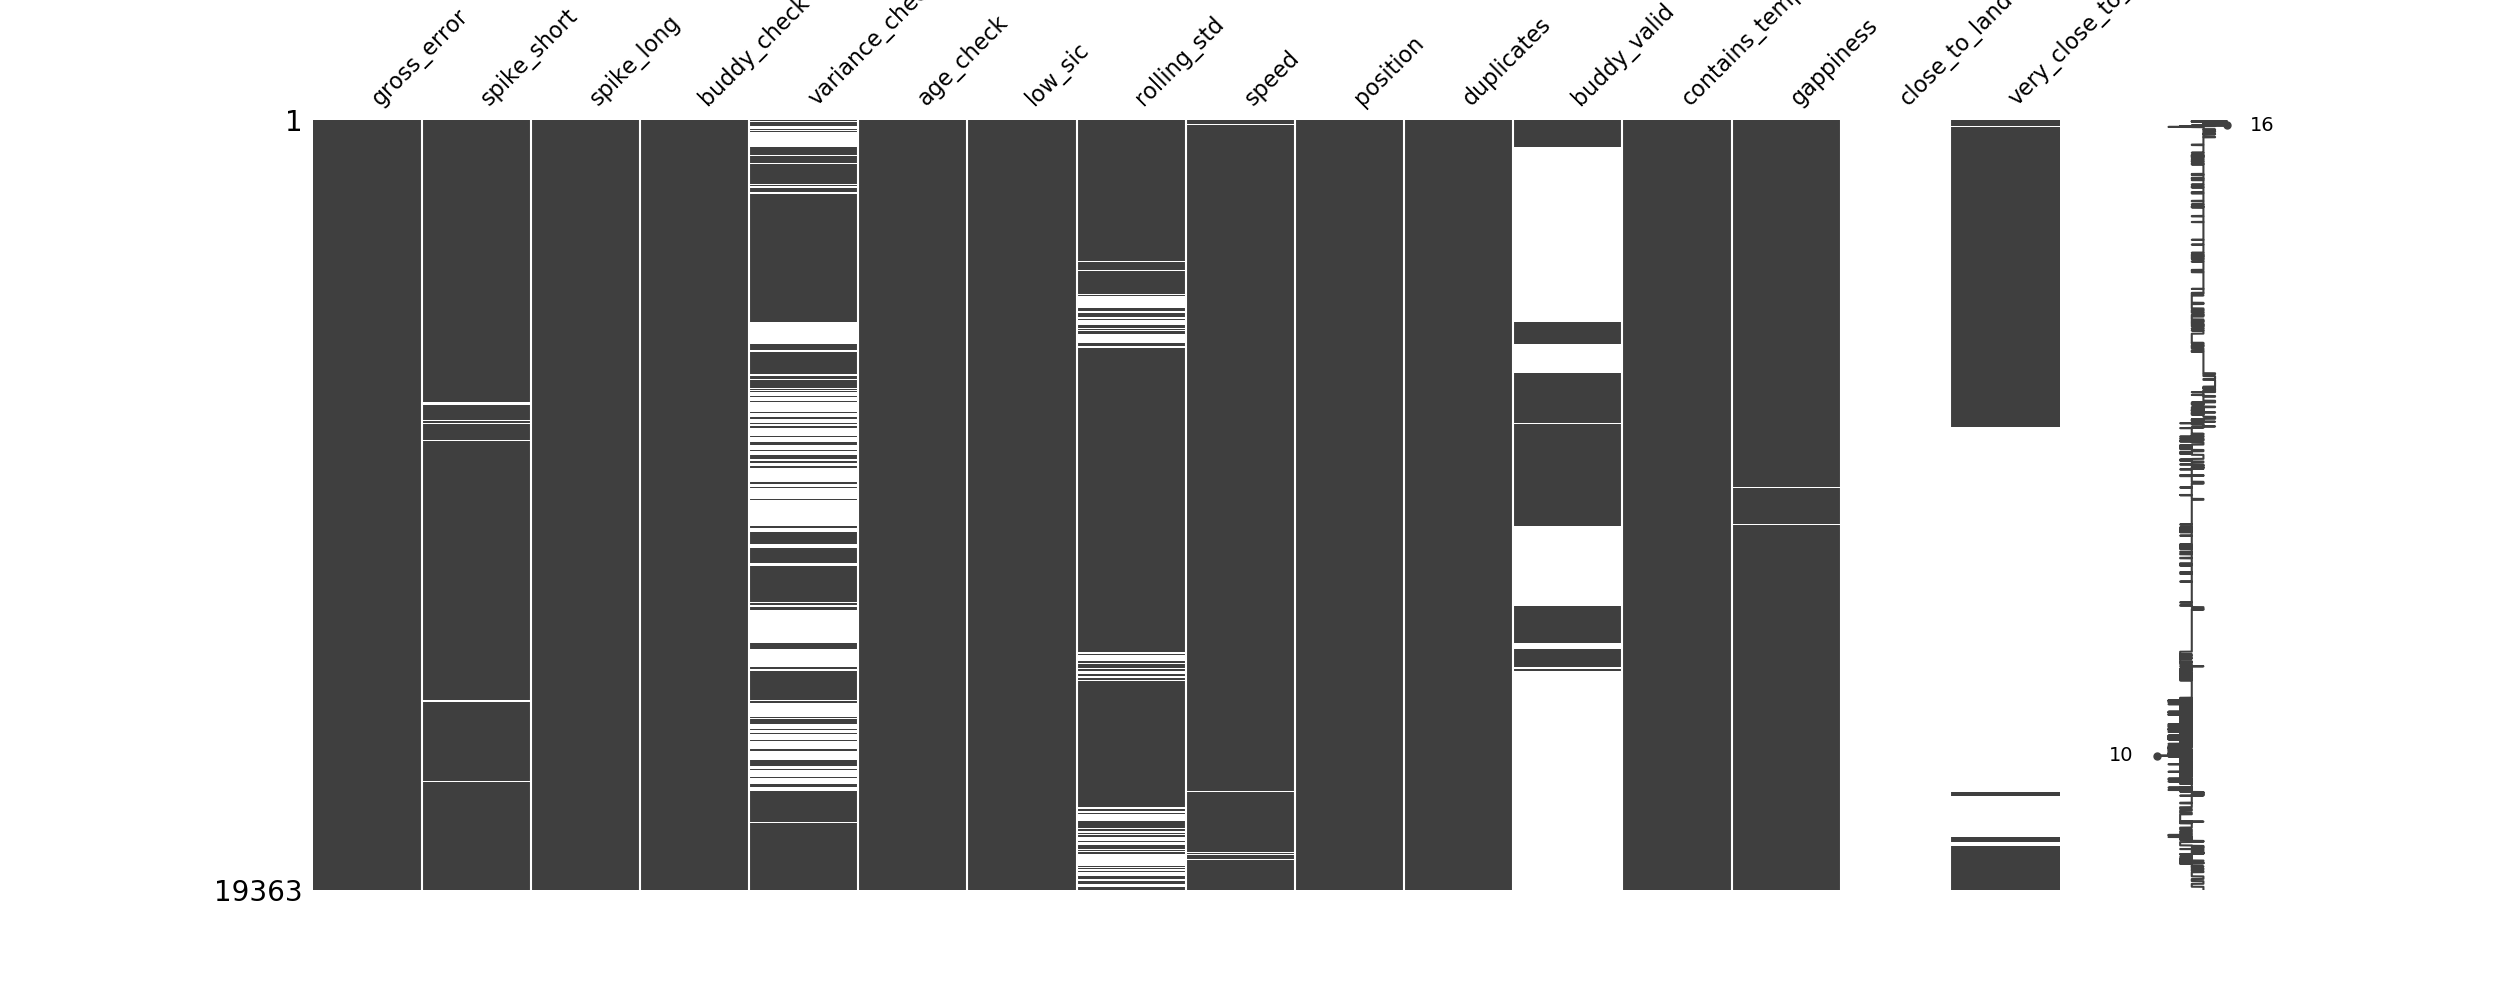 gross_error
spike_short
spike_long
buddy_check
variance_che
age_check
low_sic
rolling_std
speed
position
duplicates
buddy_valid
contains_temp
gappiness
close_to_land
very_close_to_
1
16
10
19363